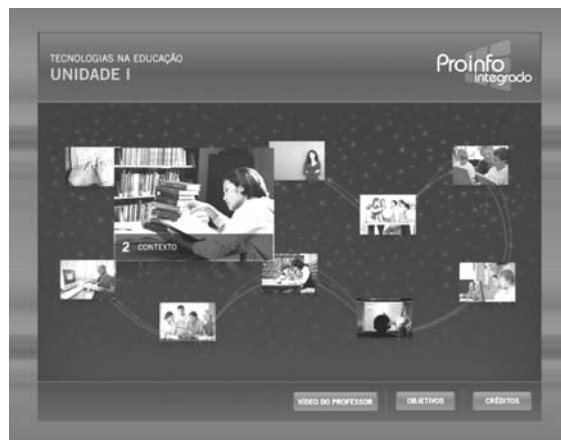 TECNOLOGIAS NA EDUCAÇÃO
UNIDADE I
Proinfo
integrado
2 CONTEXTO
VÍDEO DO PROFESSOR
OBJETIVOS
CRÉDITOS